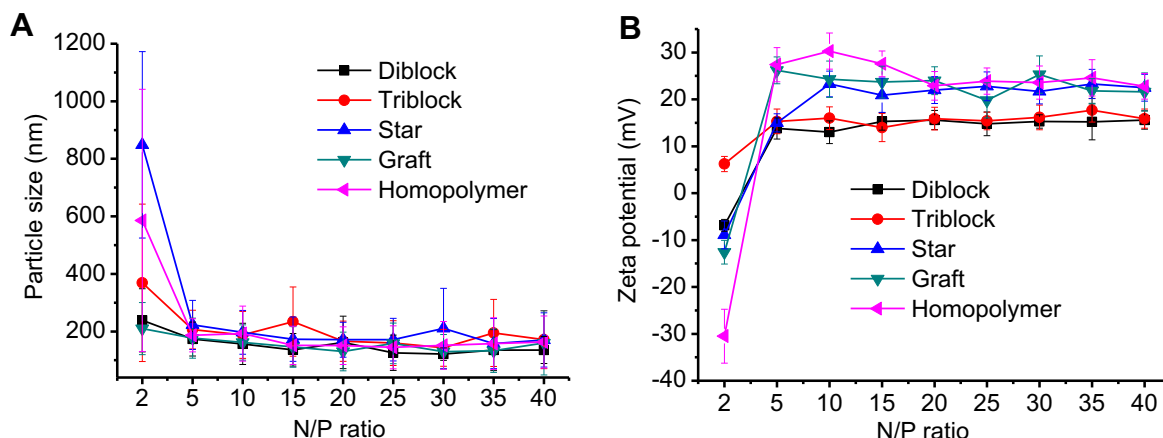 A
Particle size (nm)
1200
1000
800
600
400
200
Diblock
Triblock
Star
Graft
Homopolymer
2 5 10 15 20 25 30 35 40
N/P ratio
B
Zeta potential (mV)
30
20
10
0
-10
-20
-30
-40
Diblock
Triblock
Star
Graft
Homopolymer
2 5 10 15 20 25 30 35 40
N/P ratio